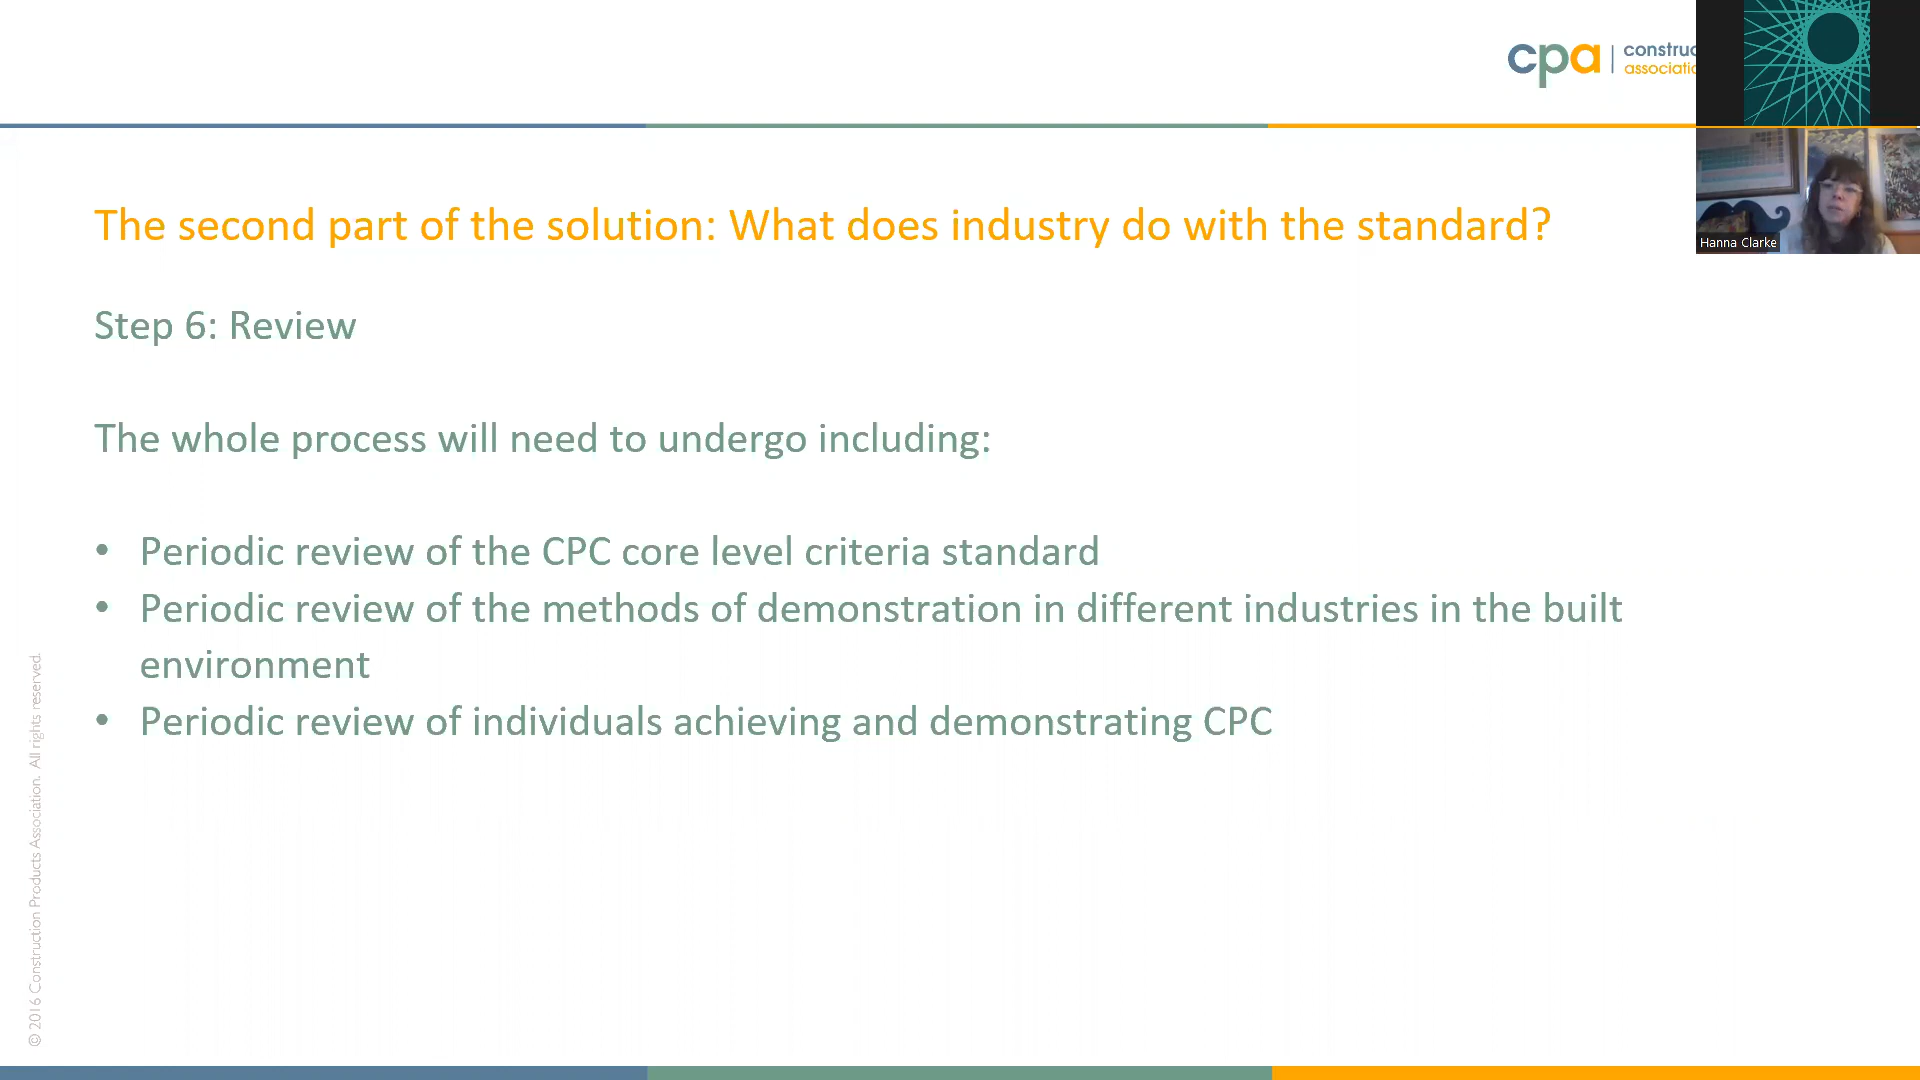 cpa
construc
associatio
Hanna Clarke
The second part of the solution: What does industry do with the standard?
Step 6: Review
The whole process will need to undergo including:
• Periodic review of the CPC core level criteria standard
• Periodic review of the methods of demonstration in different industries in the built
environment
• Periodic review of individuals achieving and demonstrating CPC
© 2016 Construction Products Association. All rights reserved.